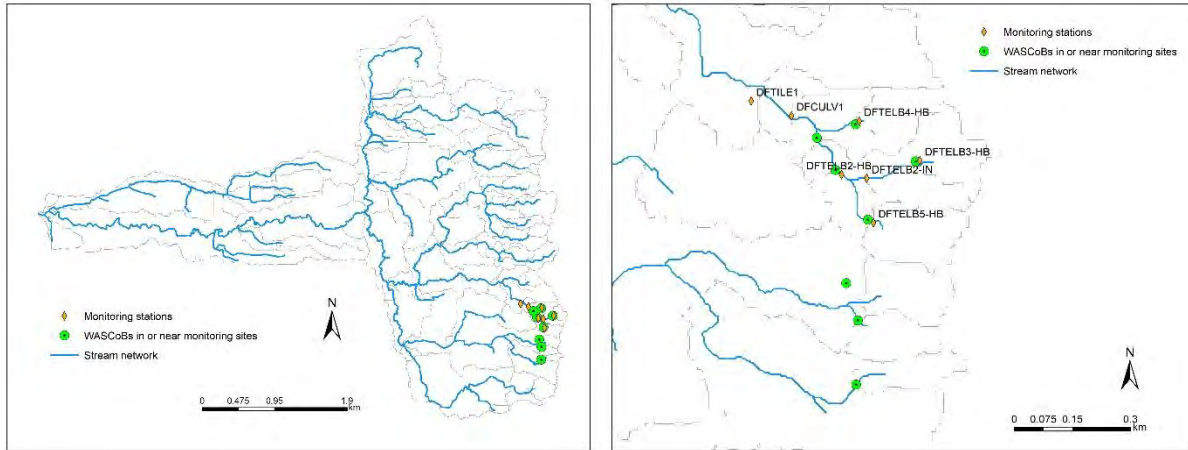 N
Monitoring stations
WASCoBs in or near monitoring sites
Stream network
0 0.475 0.95 1.9
km
Monitoring stations
WASCoBs in or near monitoring sites
Stream network
DFTILE1
DFCULV1
DFTELB4-HB
DFTELB3-HB
DFTELB2-HB
DFTELB2-IN
DFTELB5-HB
N
0 0.075 0.15 0.3
km